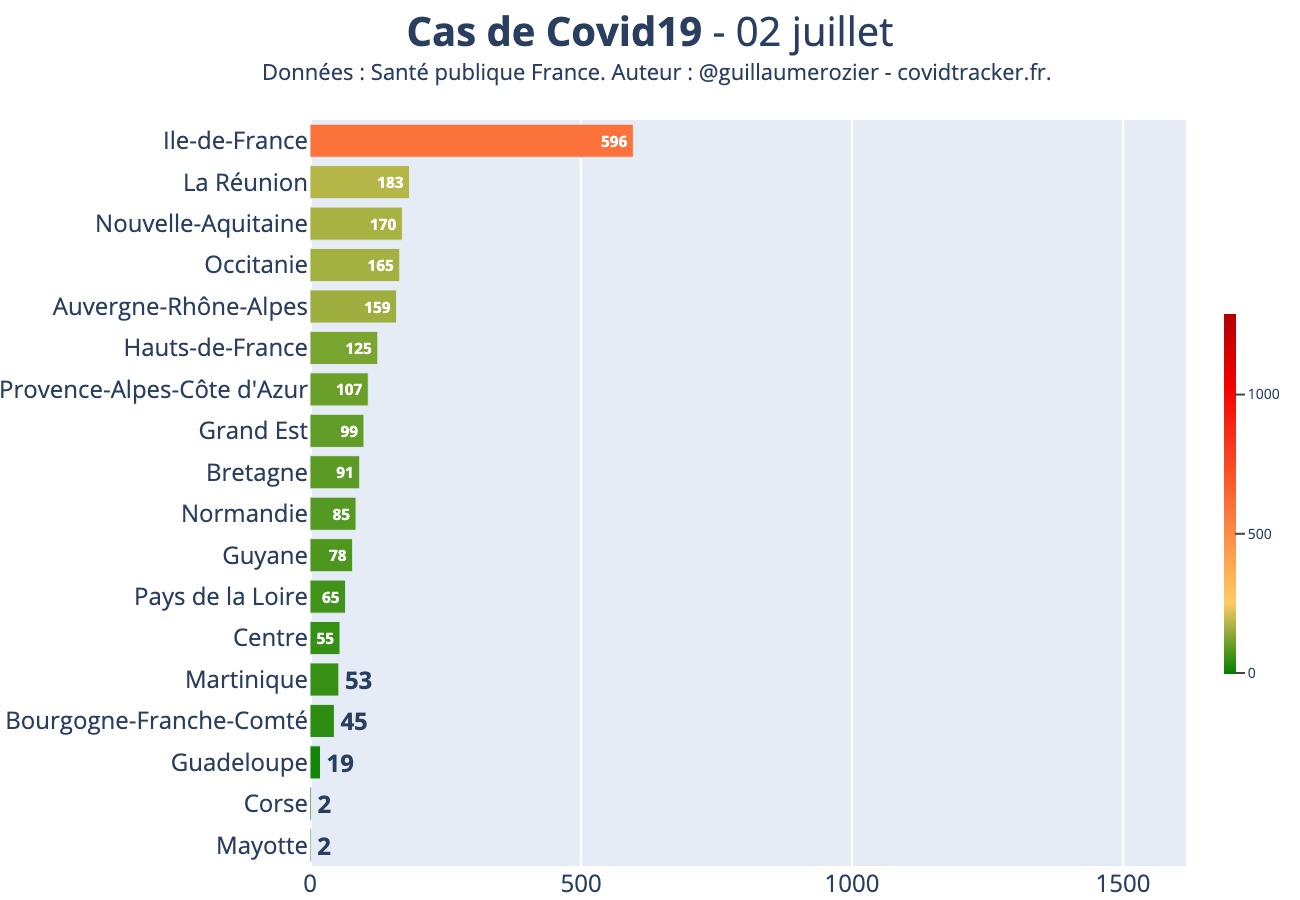 Cas de Covid19 - 02 juillet
Données : Santé publique France. Auteur : @guillaumerozier - covidtracker.fr.
Ile-de-France 596
La Réunion 183
Nouvelle-Aquitaine 170
Occitanie 165
Auvergne-Rhône-Alpes 159
Hauts-de-France 125
Provence-Alpes-Côte d'Azur 107
Grand Est 99
Bretagne 91
Normandie 85
Guyane 78
Pays de la Loire 65
Centre 55
Martinique 53
Bourgogne-Franche-Comté 45
Guadeloupe 19
Corse 2
Mayotte 2
0 500 1000 1500
1000
500
0